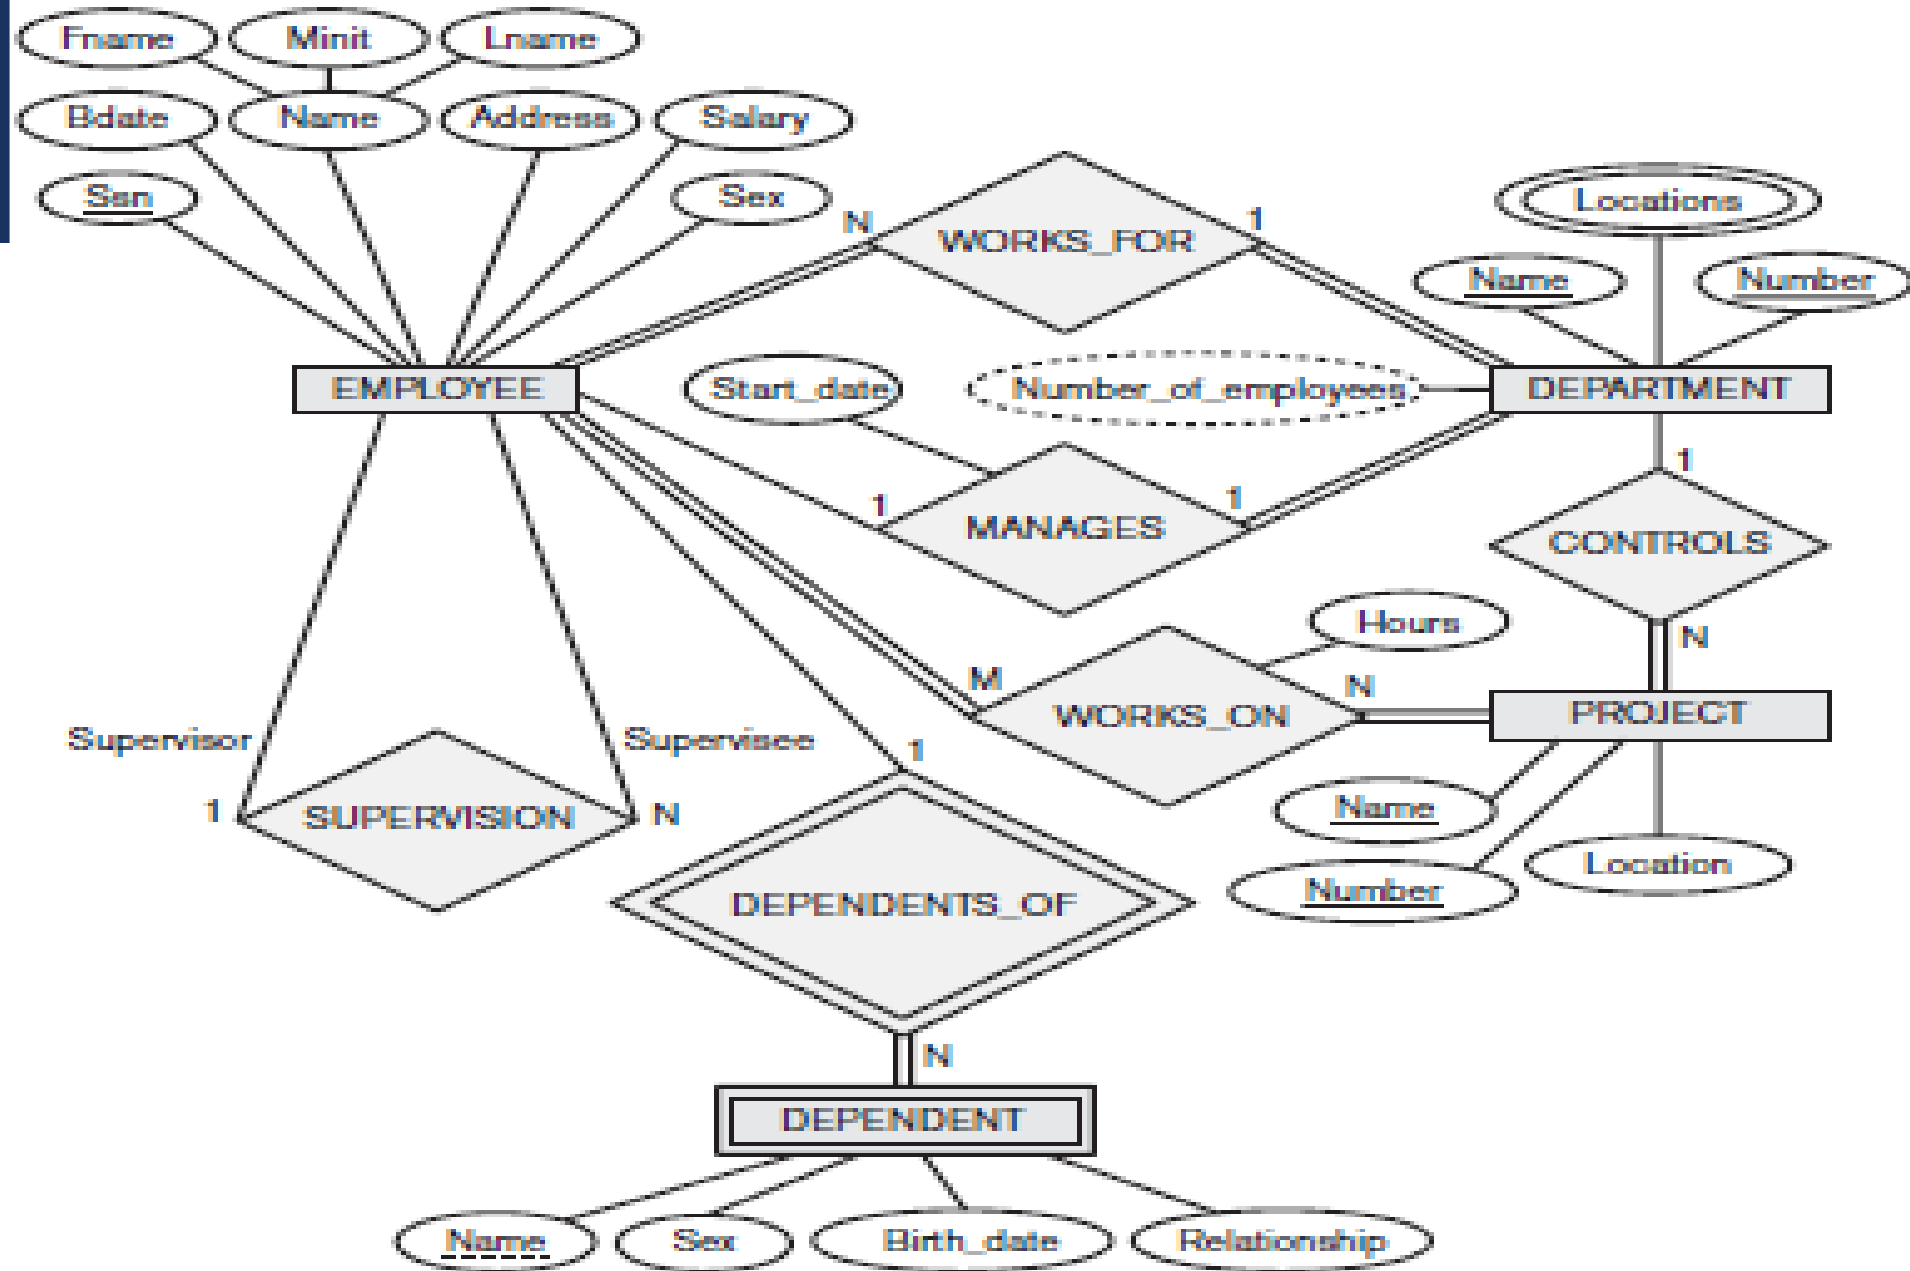 Fname Minit Lname
Bdate Name Address Salary
Ssn Sex
N WORKS_FOR 1
Locations
Name Number
EMPLOYEE
Start_date
Number_of_employees
DEPARTMENT
1 MANAGES 1
1
CONTROLS
N
Hours
M WORKS_ON N
PROJECT
Name
Number
Location
Supervisor Supervisee
1 SUPERVISION N
1
DEPENDENTS_OF
N
DEPENDENT
Name Sex Birth_date Relationship